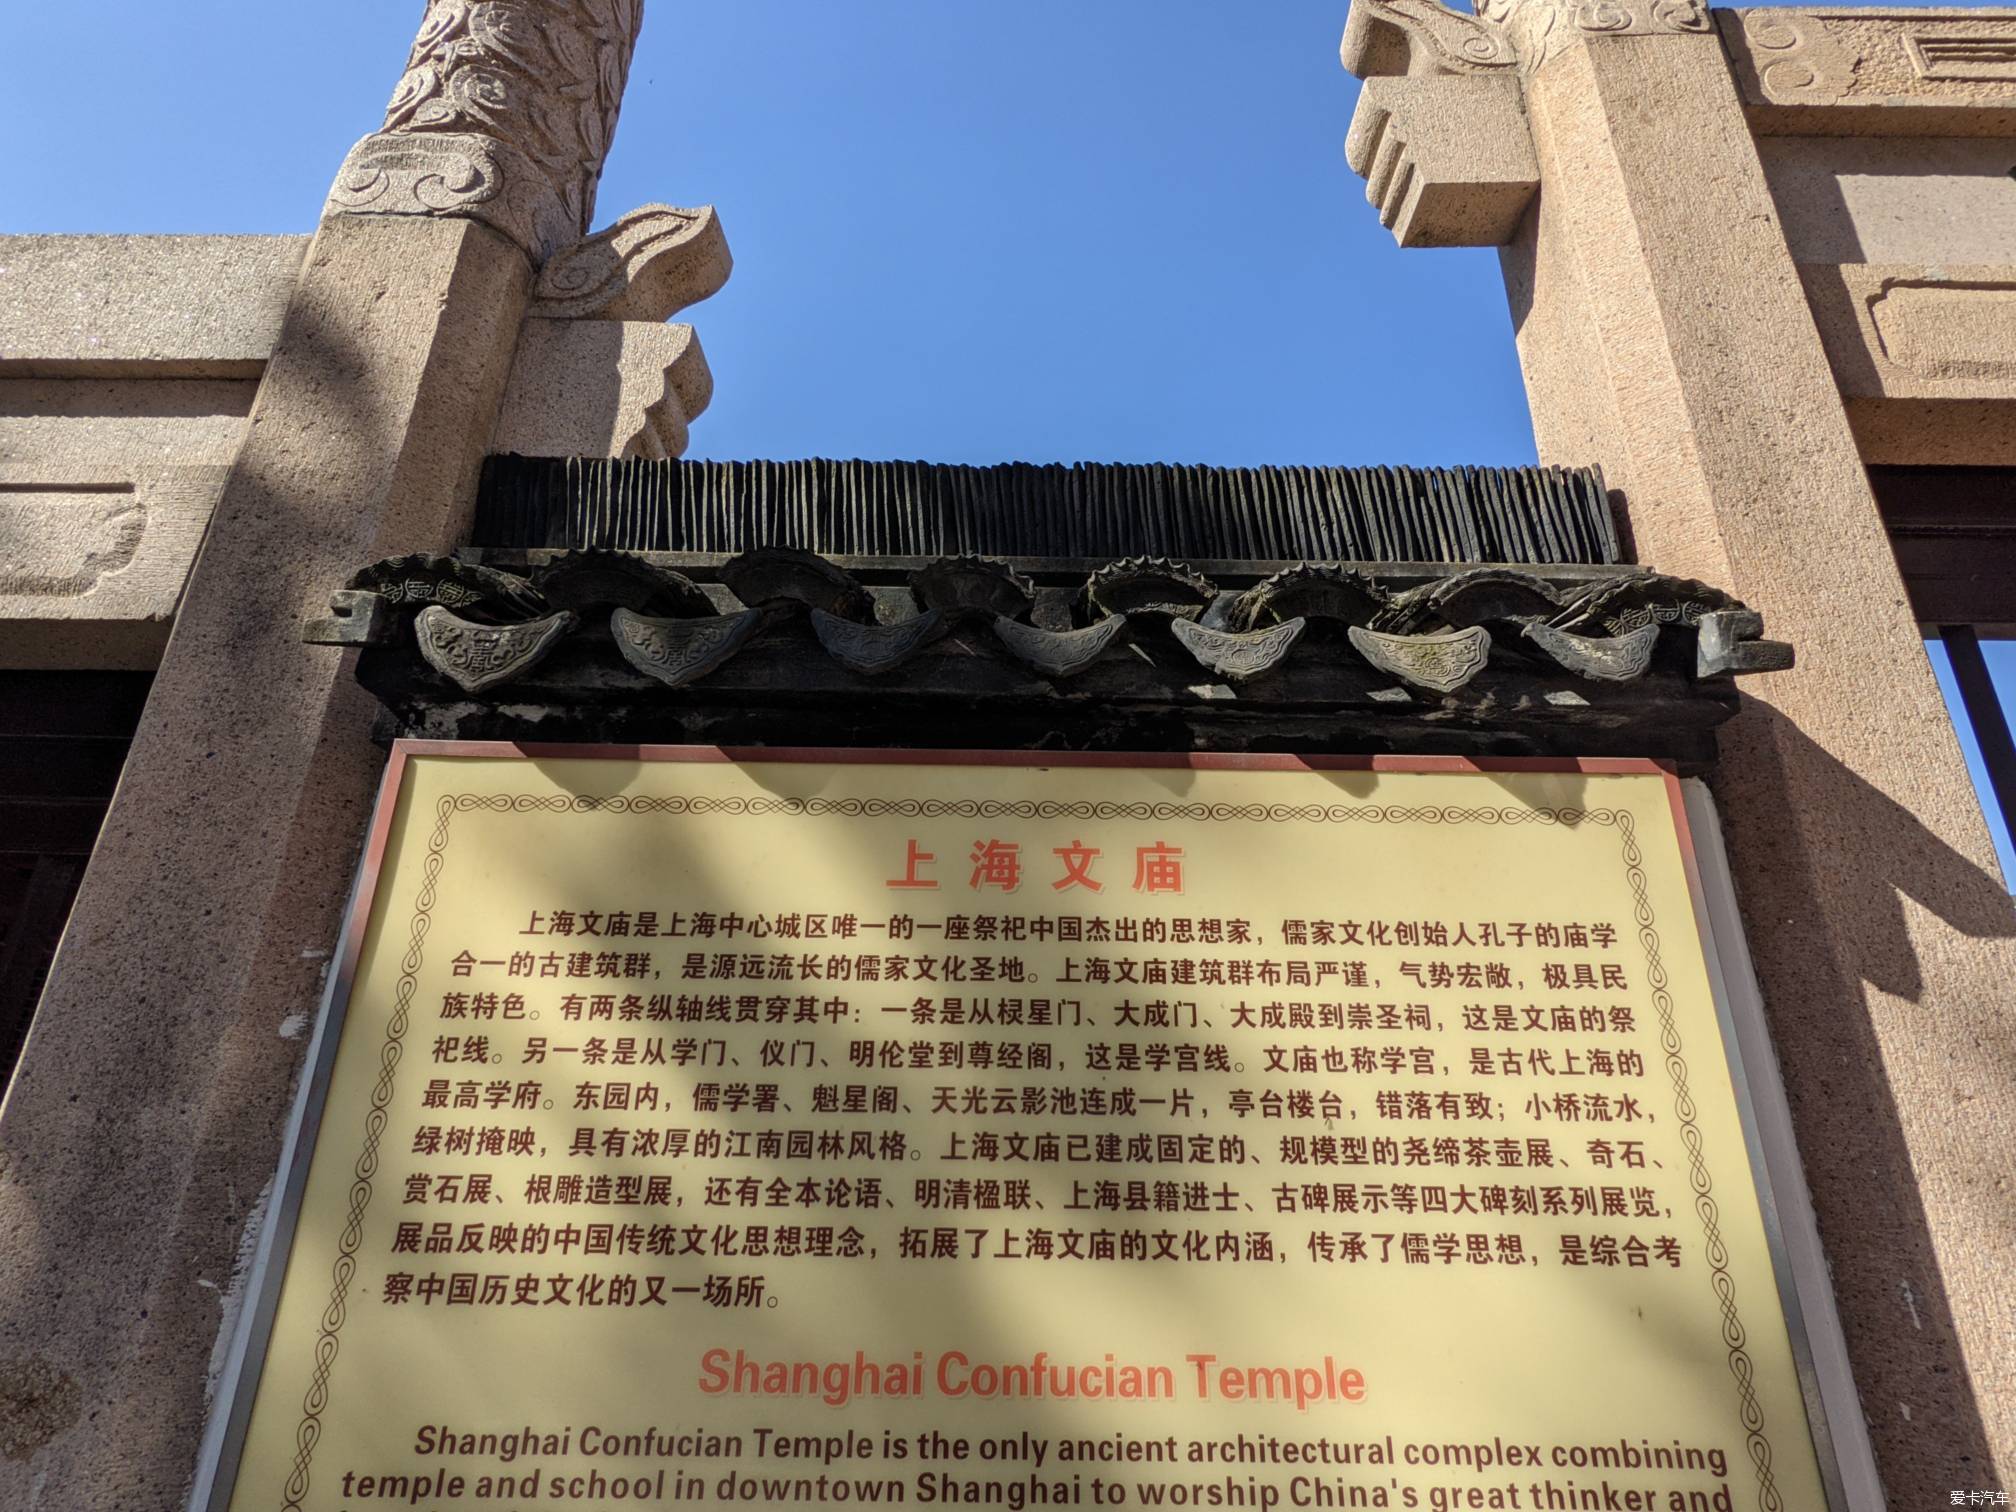 上海文庙
上海文庙是上海中心城区唯一的一座祭祀中国杰出的思想家，儒家文化创始人孔子的庙学
合一的古建筑群，是源远流长的儒家文化圣地。上海文庙建筑群布局严谨，气势宏敞，极具民
族特色。有两条纵轴线贯穿其中：一条是从棂星门、大成门、大成殿到崇圣祠，这是文庙的祭
祀线。另一条是从学门、仪门、明伦堂到尊经阁，这是学宫线。文庙也称学宫，是古代上海的
最高学府。东园内，儒学署、魁星阁、天光云影池连成一片，亭台楼台，错落有致；小桥流水，
绿树掩映，具有浓厚的江南园林风格。上海文庙已建成固定的、规模型的尧缔茶壶展、奇石、
赏石展、根雕造型展，还有全本论语、明清楹联、上海县籍进士、古碑展示等四大碑刻系列展览，
展品反映的中国传统文化思想理念，拓展了上海文庙的文化内涵，传承了儒学思想，是综合考
察中国历史文化的又一场所。
Shanghai Confucian Temple
Shanghai Confucian Temple is the only ancient architectural complex combining
temple and school in downtown Shanghai to worship China's great thinker and
爱卡汽车